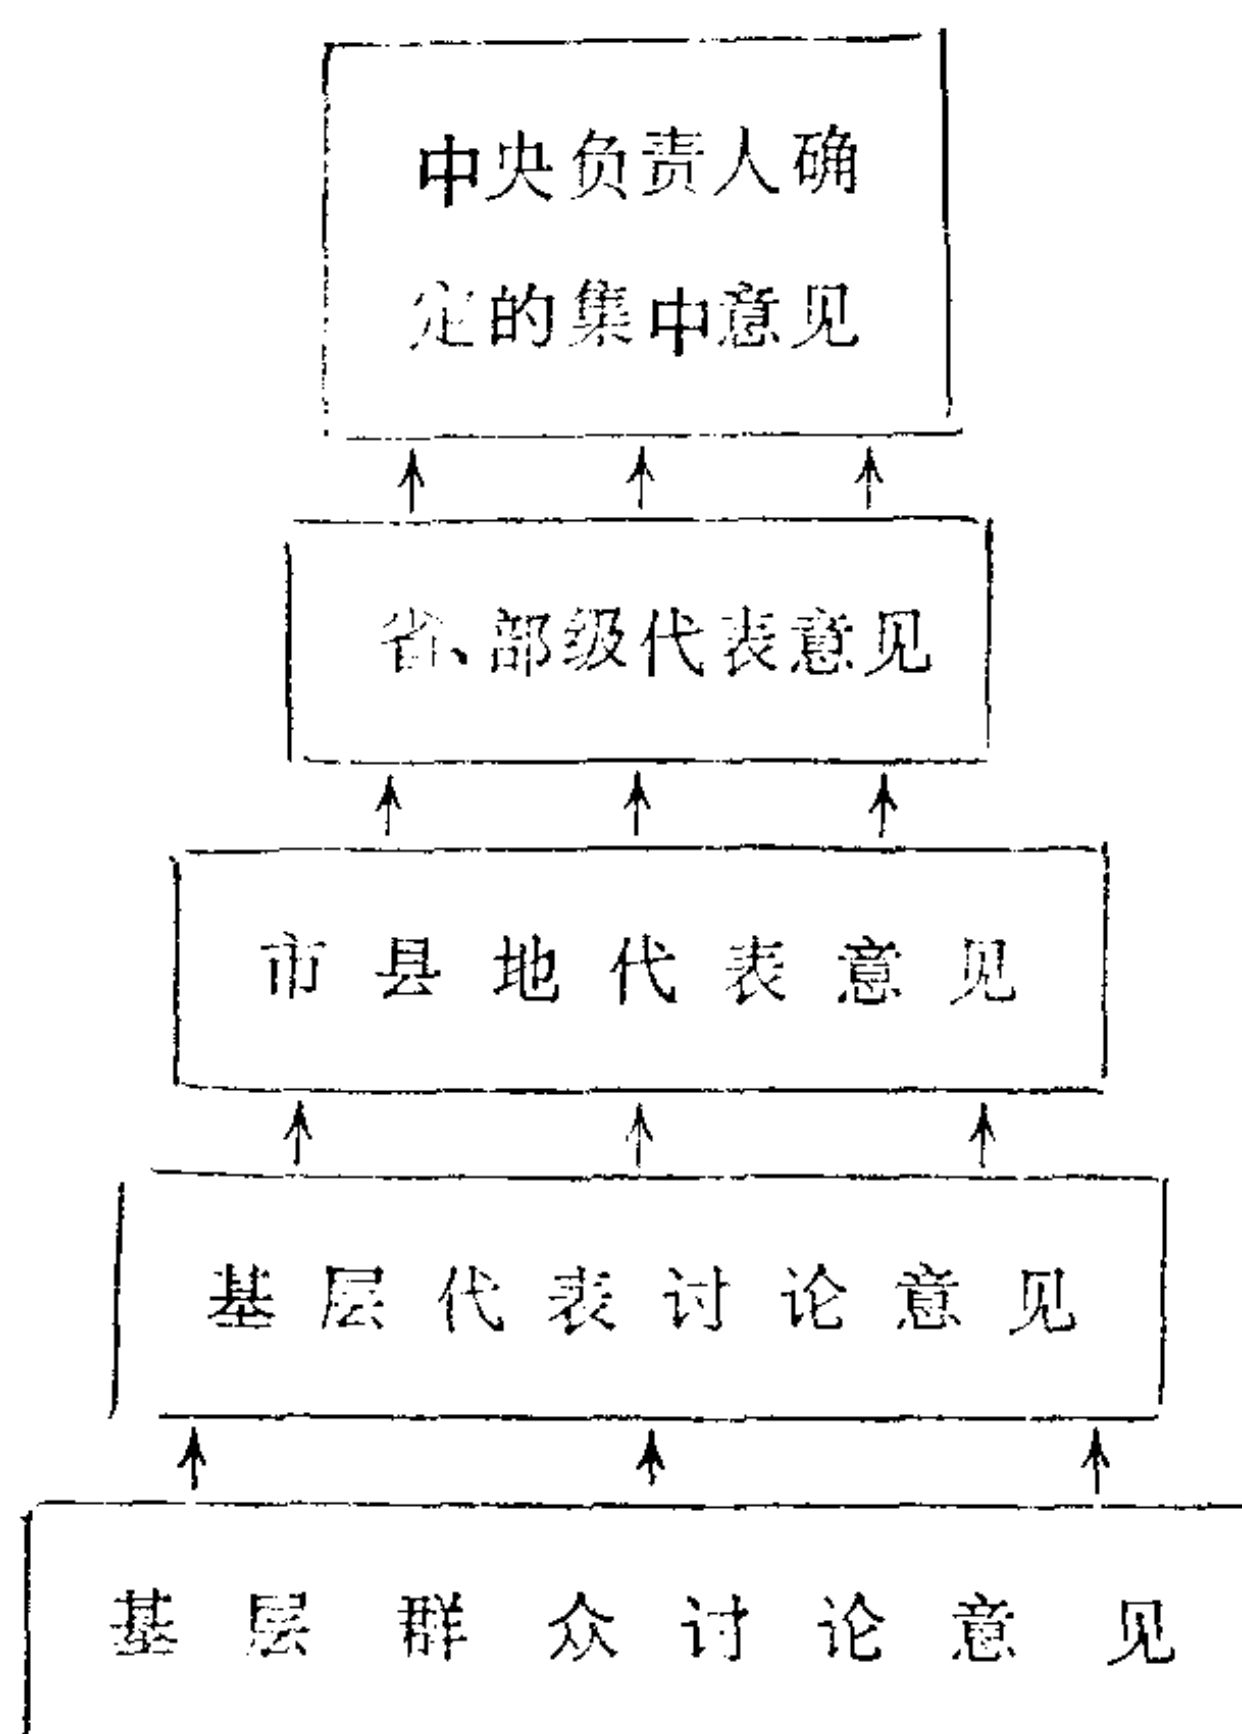 中央负责人确
定的集中意见
省、部级代表意见
市县地代表意见
基层代表讨论意见
基层群众讨论意见